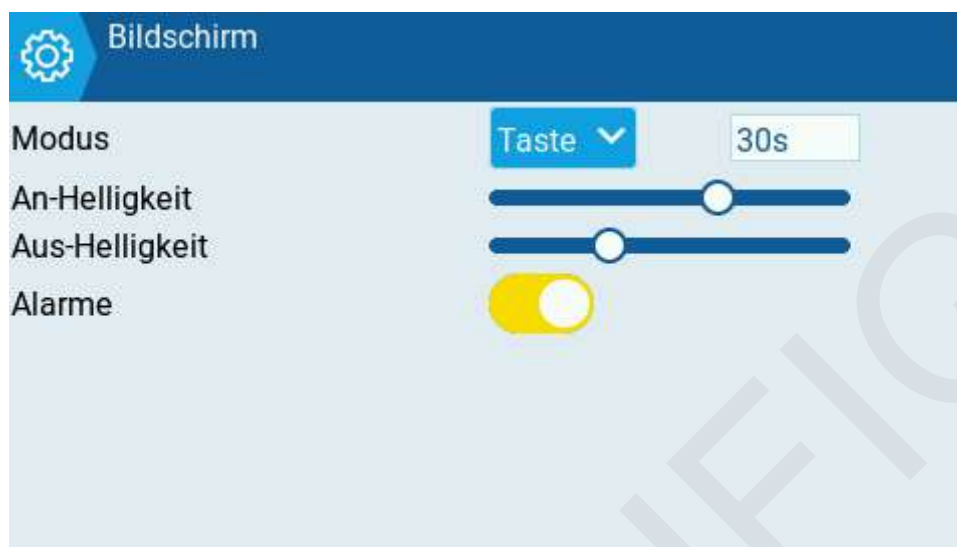 Bildschirm
Modus Taste 30s
An-Helligkeit
Aus-Helligkeit
Alarme